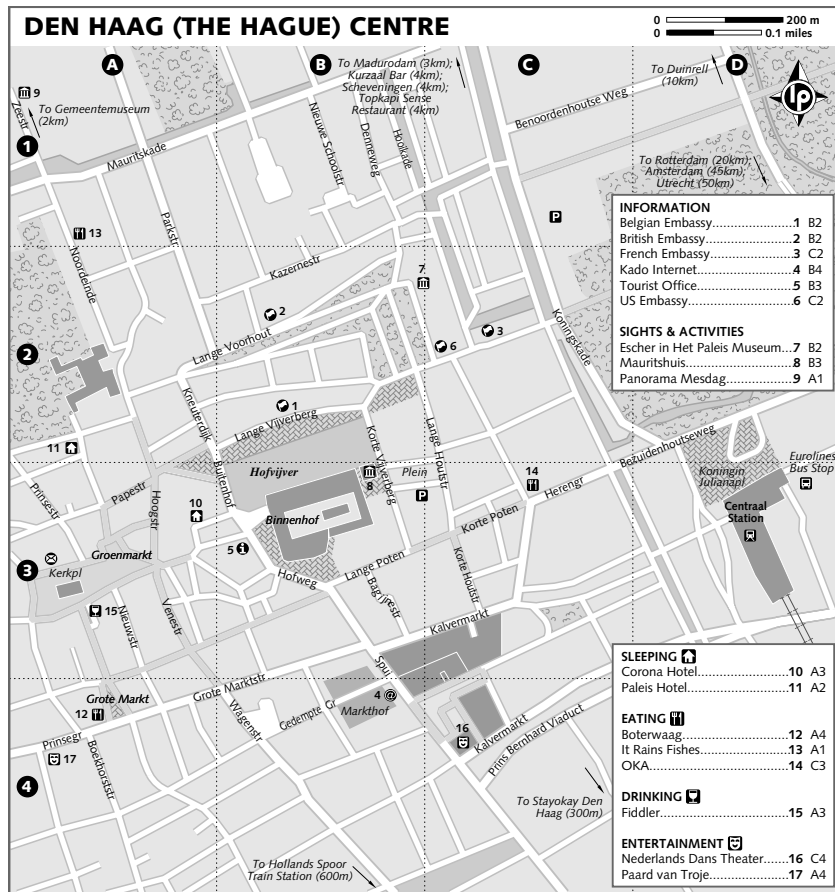 DEN HAAG (THE HAGUE) CENTRE
0 200 m
0 0.1 miles
A
B
C
D
To Madurodam (3km);
Kurzaal Bar (4km);
Scheveningen (4km);
Topkapi Sense
Restaurant (4km)
To Duinrell
(10km)
lp
9
Zeestr
To Gemeentemuseum
(2km)
Benoordenhoutse Weg
Nieuwe Schoolstr
Denneweg
Hooikade
1
Mauritskade
To Rotterdam (20km);
Amsterdam (45km);
Utrecht (50km)
P
13
Noordeinde
Parkstr
Kazernestr
7
2
Lange Voorhout
6
3
Koningskade
2
Kneuterdijk
1
Lange Vijverberg
Korte Vijverberg
Lange Houtstr
11
Prinsestr
Papestr
Hoogstr
10
Buitenhof
Hofvijver
8
Plein
P
14
Herengr
Bezuidenhoutseweg
Koningin
Julianapl
Eurolines
Bus Stop
Centraal
Station
Binnenhof
Korte Poten
Groenmarkt
5
3
Kerkpl
Hofweg
Lange Poten
Korte Houtstr
Bagijnestr
15
Nieuwstr
Venestr
Kalvermarkt
Spui
Grote Markt
Grote Marktstr
4
Gedempte Gr
Markthof
12
Prinsegr
Wagenstr
16
Kalvermarkt
Prins Bernhard Viaduct
17
Boekhorststr
4
To Stayokay Den
Haag (300m)
To Hollands Spoor
Train Station (600m)
INFORMATION
Belgian Embassy....................1 B2
British Embassy.....................2 B2
French Embassy....................3 C2
Kado Internet........................4 B4
Tourist Office.........................5 B3
US Embassy...........................6 C2
SIGHTS & ACTIVITIES
Escher in Het Paleis Museum...7 B2
Mauritshuis............................8 B3
Panorama Mesdag.................9 A1
SLEEPING
Corona Hotel.......................10 A3
Paleis Hotel..........................11 A2
EATING
Boterwaag...........................12 A4
It Rains Fishes......................13 A1
OKA....................................14 C3
DRINKING
Fiddler.................................15 A3
ENTERTAINMENT
Nederlands Dans Theater.....16 C4
Paard van Troje....................17 A4